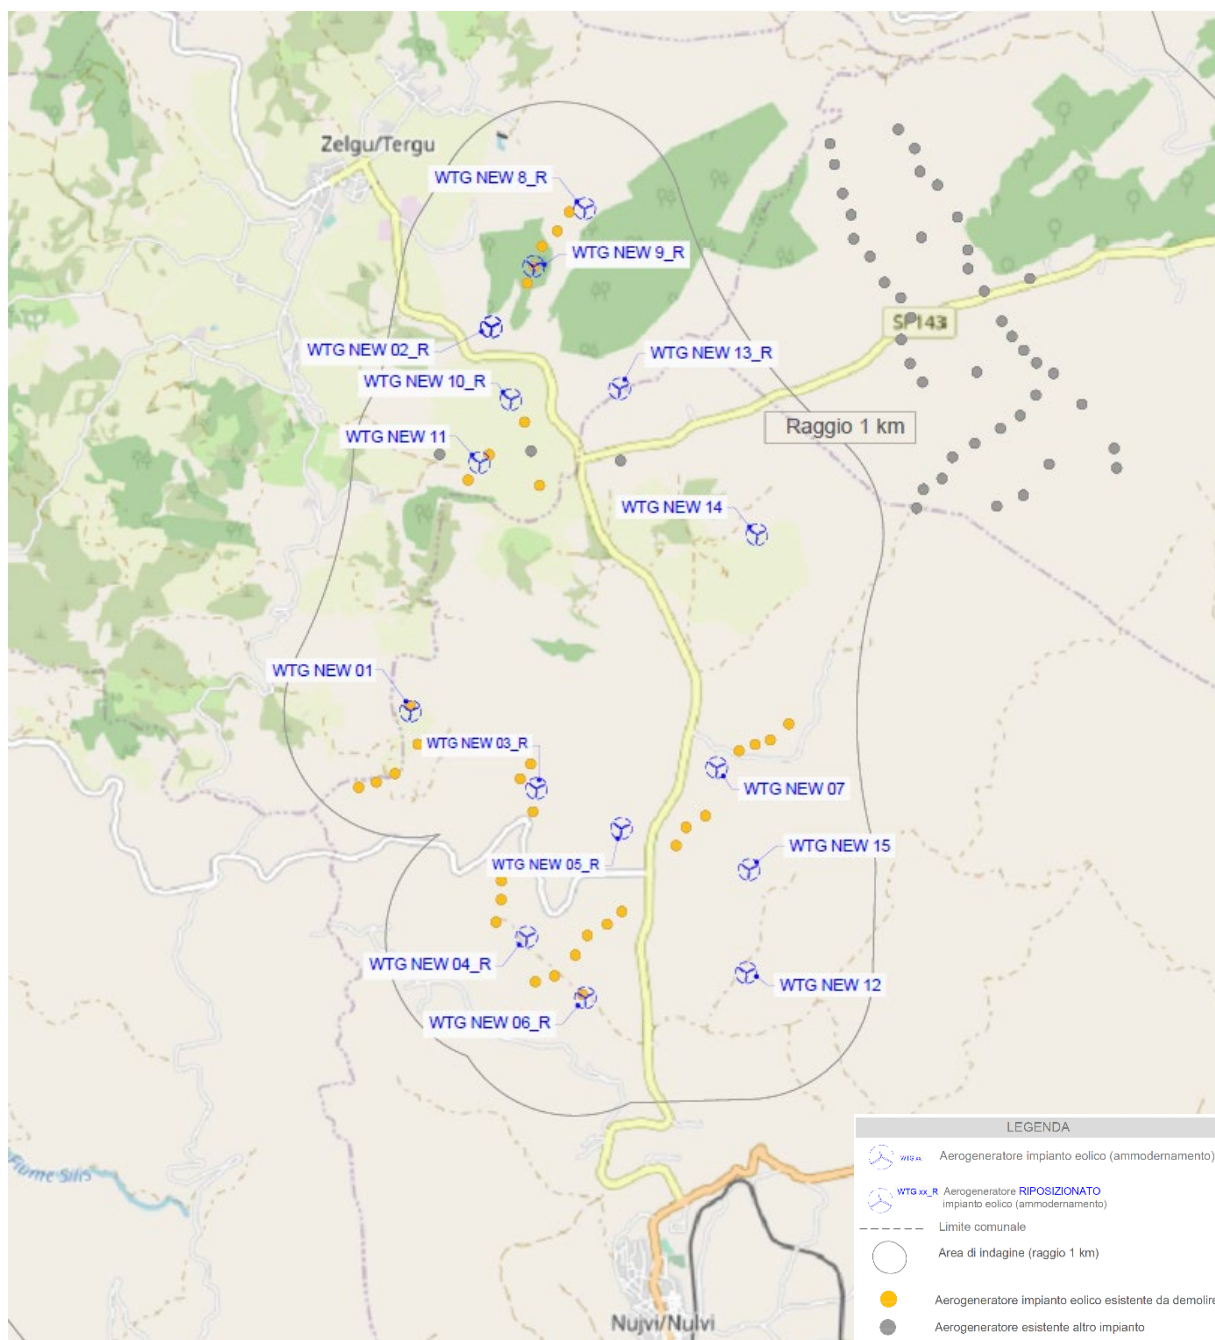 Zelgu/Tergu
WTG NEW 8_R
WTG NEW 9_R
SP143
WTG NEW 02_R
WTG NEW 13_R
WTG NEW 10_R
Raggio 1 km
WTG NEW 11
WTG NEW 14
WTG NEW 01
WTG NEW 03_R
WTG NEW 07
WTG NEW 15
WTG NEW 05_R
WTG NEW 04_R
WTG NEW 12
WTG NEW 06_R
LEGENDA
WTG xx
Aerogeneratore impianto eolico (ammodernamento)
Fiume Silis
WTG xx_R
Aerogeneratore RIPOSIZIONATO
impianto eolico (ammodernamento)
Limite comunale
Area di indagine (raggio 1 km)
Aerogeneratore impianto eolico esistente da demolire
Nujvi/Nulvi
Aerogeneratore esistente altro impianto